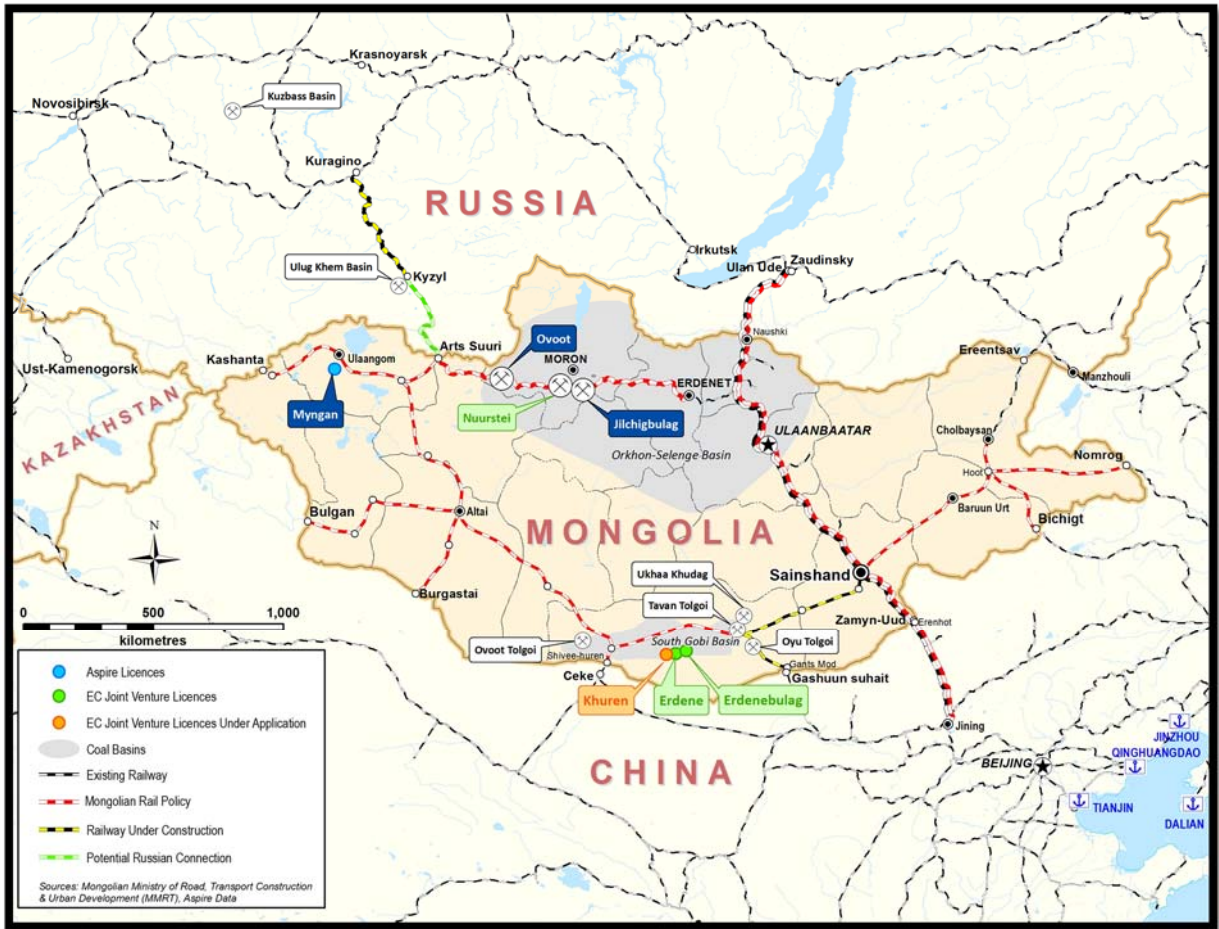 Krasnoyarsk
Kuzbass Basin
Novosibirsk
Kuragino
RUSSIA
Irkutsk
Ulug Khem Basin
Kyzyl
Ulan Ude
Zaudinsky
Naushki
Ust-Kamenogorsk
Kashanta
Ulaangom
Arts Suuri
Ovoot
MORON
ERDENET
Ereentsav
Manzhouli
KAZAKHSTAN
Myngan
Nuurstei
Jilchigbulag
ULAANBAATAR
Orkhon-Selenge Basin
Cholbaysan
Hoot
Nomrog
Bulgan
Altai
MONGOLIA
Baruun Urt
Bichigt
N
Burgastai
Ukhaa Khudag
Sainshand
Tavan Tolgoi
Zamyn-Uud
Erenhot
0 500 1,000
kilometres
Ovoot Tolgoi
Shivee-huren
South Gobi Basin
Oyu Tolgoi
Gants Mod
Gashuun suhait
Ceke
Khuren
Erdene
Erdenebulag
Jining
CHINA
BEIJING
JINZHOU
QINGHUANGDAO
TIANJIN
DALIAN
Aspire Licences
EC Joint Venture Licences
EC Joint Venture Licences Under Application
Coal Basins
Existing Railway
Mongolian Rail Policy
Railway Under Construction
Potential Russian Connection
Sources: Mongolian Ministry of Road, Transport Construction
& Urban Development (MMRT), Aspire Data